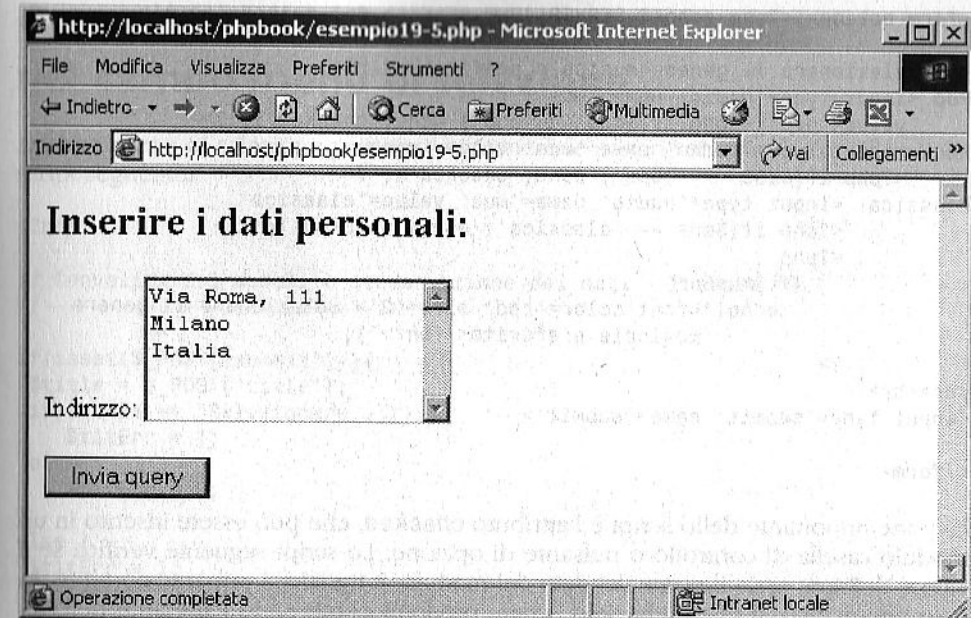 http://localhost/phpbook/esempio19-5.php - Microsoft Internet Explorer
File Modifica Visualizza Preferiti Strumenti ?
Indietro Cerca Preferiti Multimedia
Indirizzo http://localhost/phpbook/esempio19-5.php Vai Collegamenti »
Inserire i dati personali:
Via Roma, 111
Milano
Italia
Indirizzo:
Invia query
Operazione completata Intranet locale